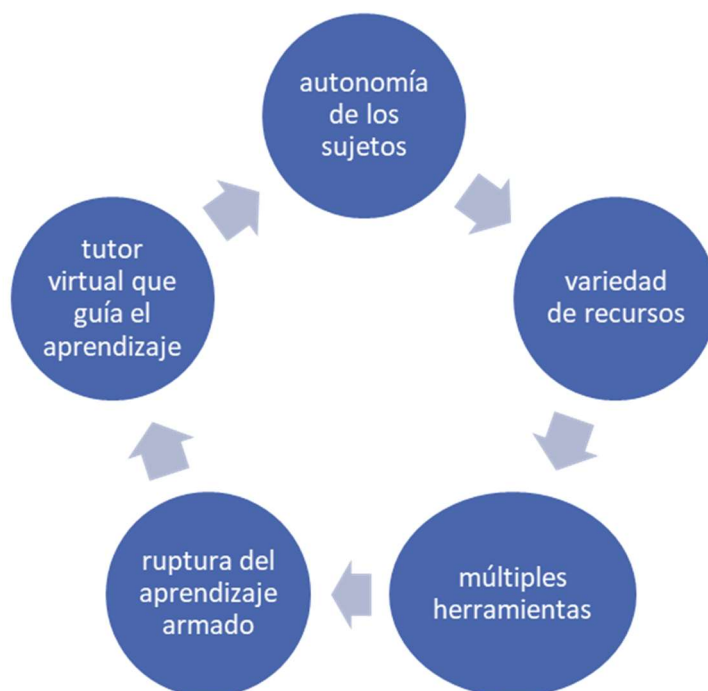 autonomía
de los
sujetos
variedad
de recursos
múltiples
herramientas
ruptura del
aprendizaje
armado
tutor
virtual que
guía el
aprendizaje